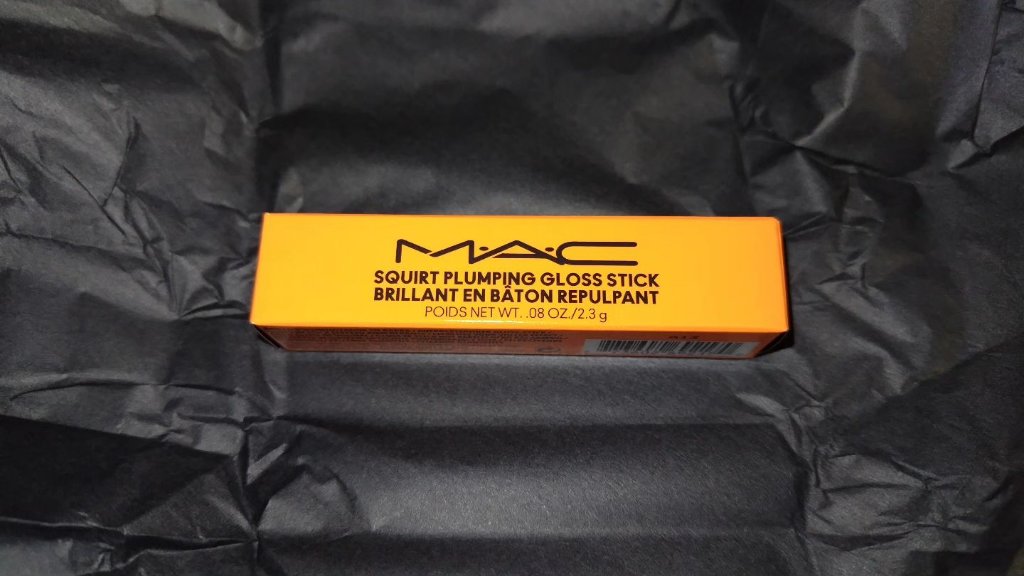 M·A·C
SQUIRT PLUMPING GLOSS STICK
BRILLANT EN BÂTON REPULPANT
POIDS NET WT. .08 OZ./2.3 g